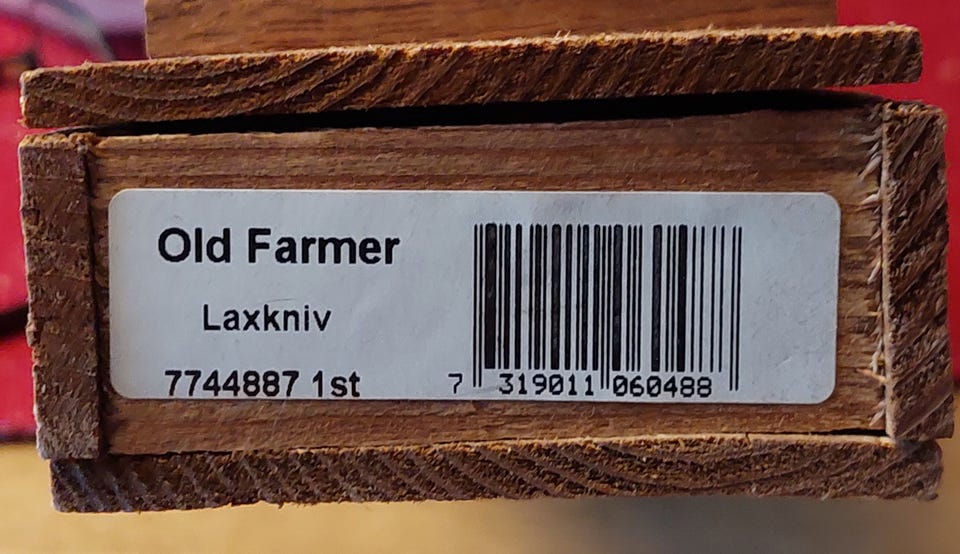 Old Farmer
Laxkniv
7744887 1st
7 319011 060488